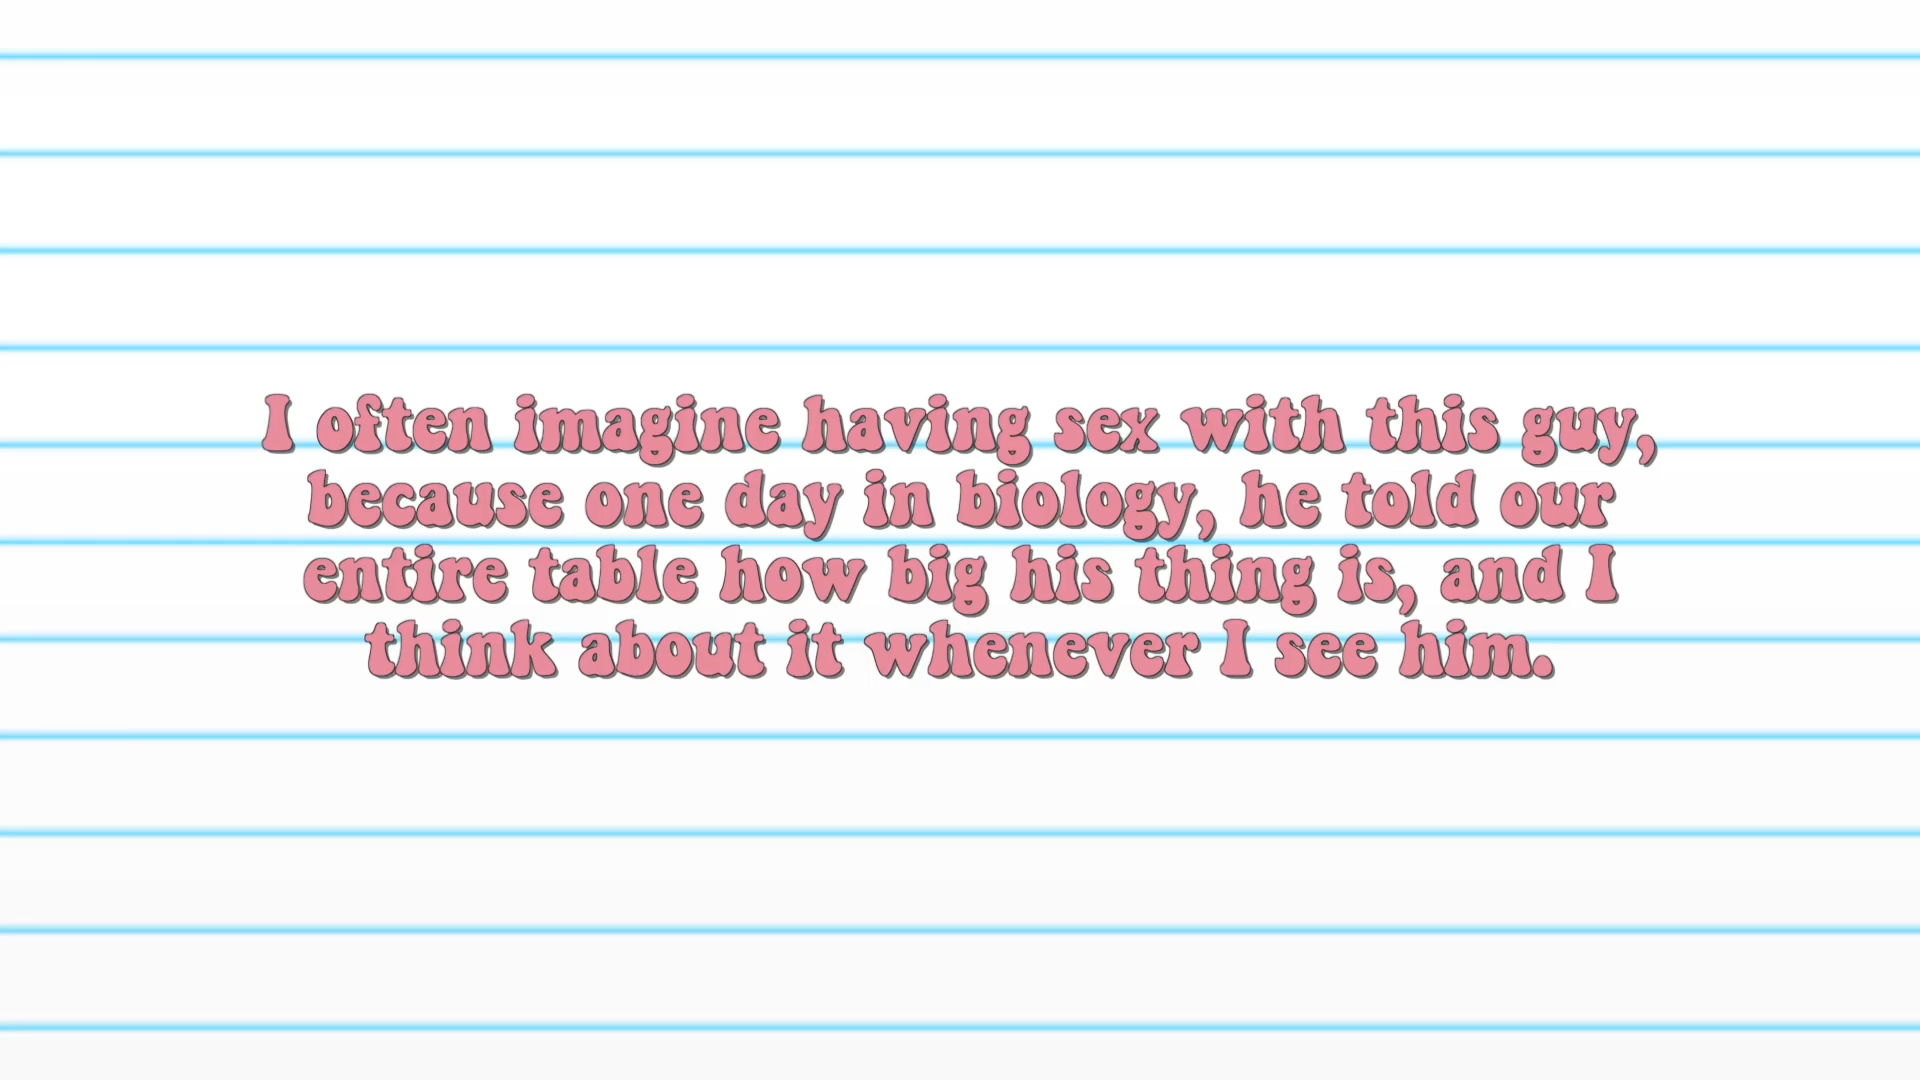 I often imagine having sex with this guy,
because one day in biology, he told our
entire table how big his thing is, and I
think about it whenever I see him.